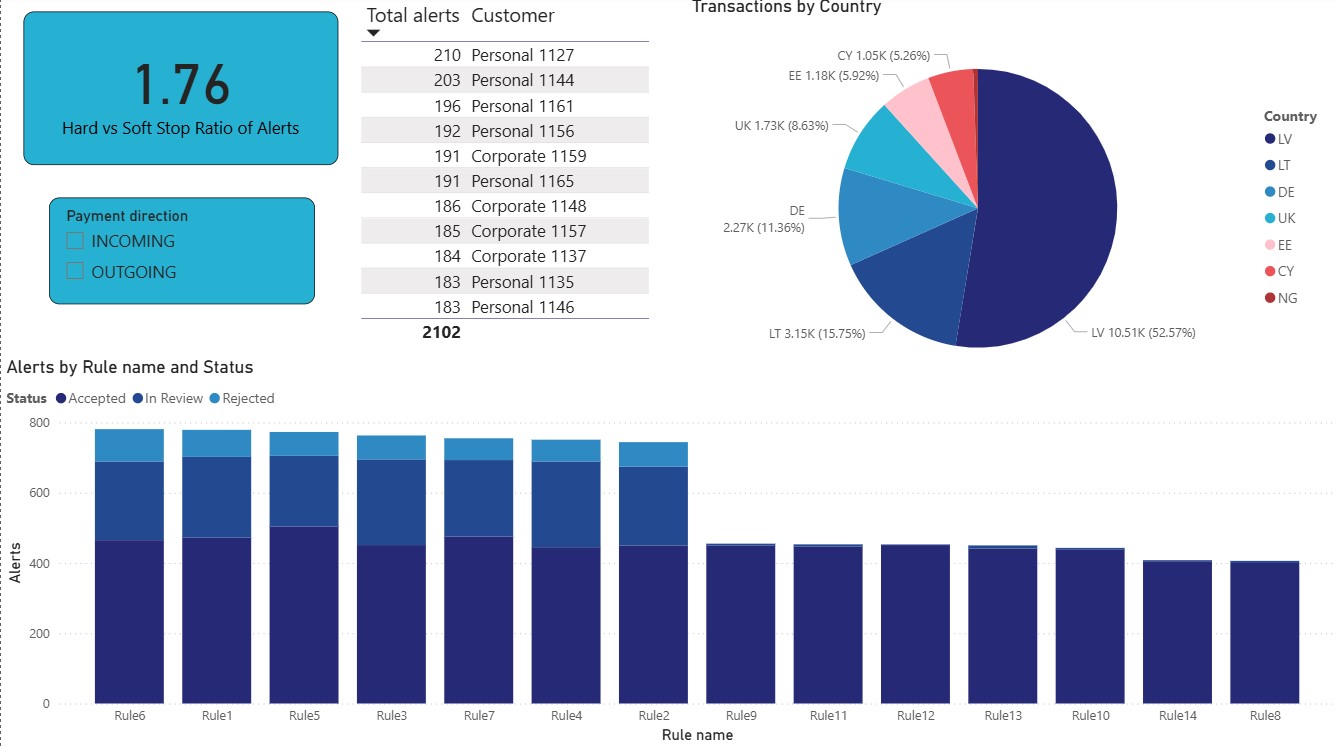 1.76
Hard vs Soft Stop Ratio of Alerts
Payment direction
INCOMING
OUTGOING
Total alerts Customer
210 Personal 1127
203 Personal 1144
196 Personal 1161
192 Personal 1156
191 Corporate 1159
191 Personal 1165
186 Corporate 1148
185 Corporate 1157
184 Corporate 1137
183 Personal 1135
183 Personal 1146
2102
Transactions by Country
CY 1.05K (5.26%)
EE 1.18K (5.92%)
UK 1.73K (8.63%)
DE
2.27K (11.36%)
LT 3.15K (15.75%)
LV 10.51K (52.57%)
Country
LV
LT
DE
UK
EE
CY
NG
Alerts by Rule name and Status
Status Accepted In Review Rejected
Alerts
800
600
400
200
0
Rule6 Rule1 Rule5 Rule3 Rule7 Rule4 Rule2 Rule9 Rule11 Rule12 Rule13 Rule10 Rule14 Rule8
Rule name